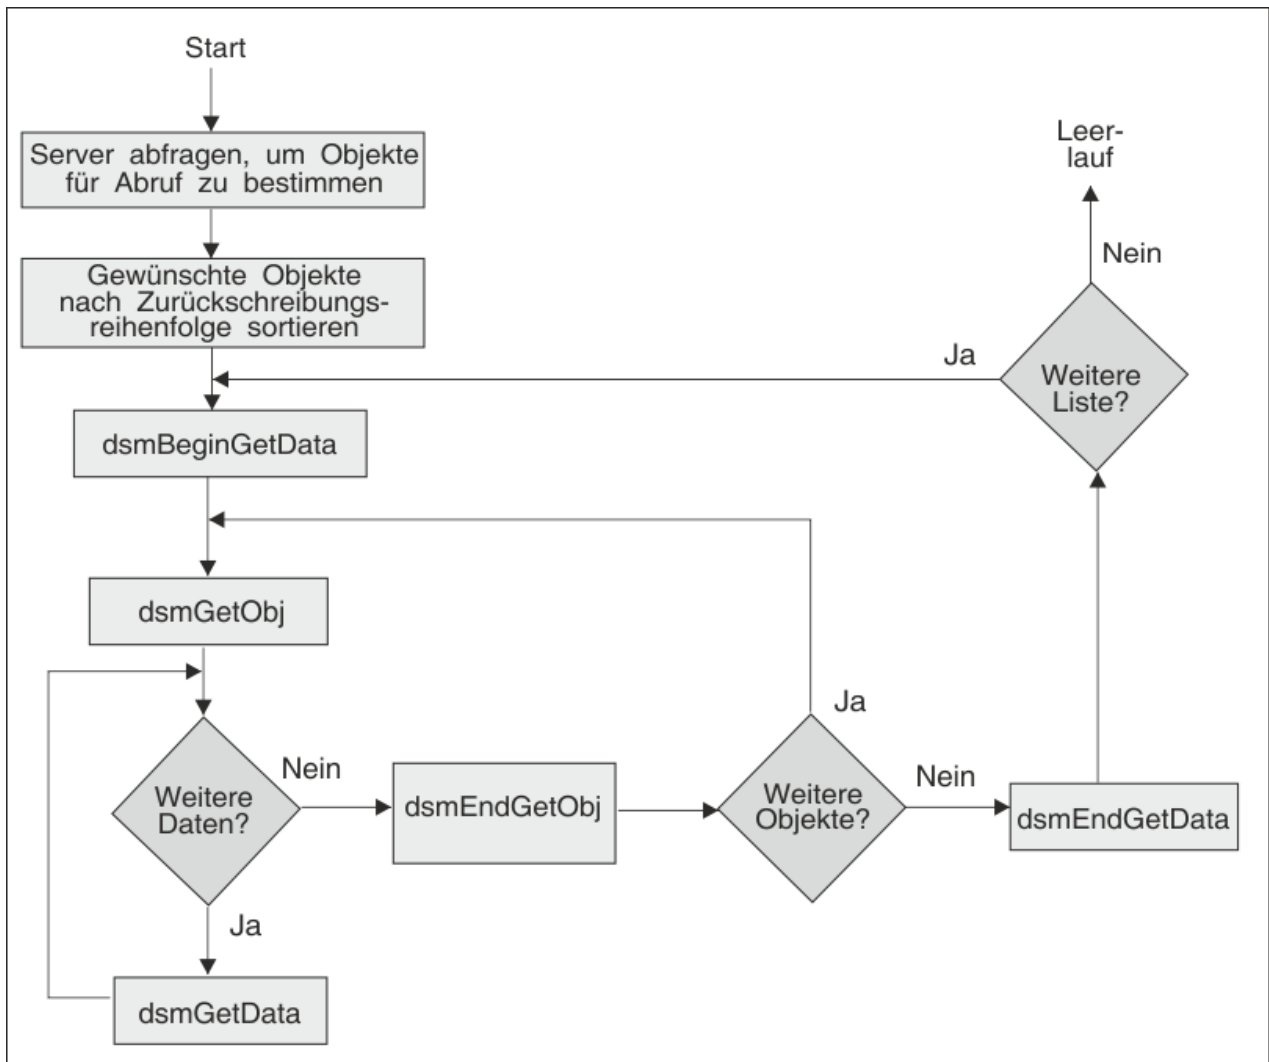 Start
Server abfragen, um Objekte
für Abruf zu bestimmen
Gewünschte Objekte
nach Zurückschreibungs-
reihenfolge sortieren
Leer-
lauf
Nein
Ja
Weitere
Liste?
dsmBeginGetData
dsmGetObj
Ja
Weitere
Daten?
Nein
dsmEndGetObj
Weitere
Objekte?
Nein
dsmEndGetData
Ja
dsmGetData